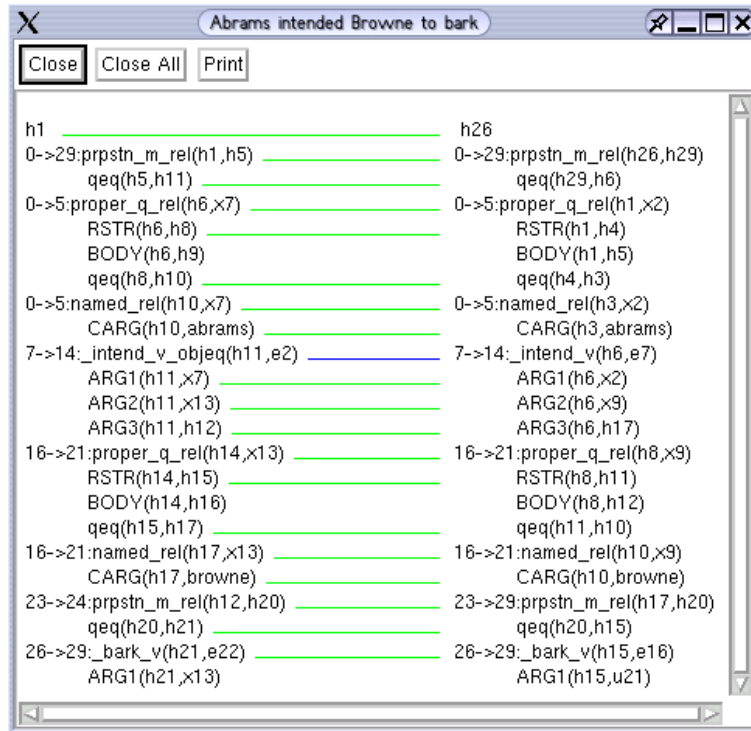 Abrams intended Browne to bark
Close Close All Print
h1 h26
0->29:prpstn_m_rel(h1,h5) 0->29:prpstn_m_rel(h26,h29)
qeq(h5,h11) qeq(h29,h6)
0->5:proper_q_rel(h6,x7) 0->5:proper_q_rel(h1,x2)
RSTR(h6,h8) RSTR(h1,h4)
BODY(h6,h9) BODY(h1,h5)
qeq(h8,h10) qeq(h4,h3)
0->5:named_rel(h10,x7) 0->5:named_rel(h3,x2)
CARG(h10,abrams) CARG(h3,abrams)
7->14:_intend_v_objeq(h11,e2) 7->14:_intend_v(h6,e7)
ARG1(h11,x7) ARG1(h6,x2)
ARG2(h11,x13) ARG2(h6,x9)
ARG3(h11,h12) ARG3(h6,h17)
16->21:proper_q_rel(h14,x13) 16->21:proper_q_rel(h8,x9)
RSTR(h14,h15) RSTR(h8,h11)
BODY(h14,h16) BODY(h8,h12)
qeq(h15,h17) qeq(h11,h10)
16->21:named_rel(h17,x13) 16->21:named_rel(h10,x9)
CARG(h17,browne) CARG(h10,browne)
23->24:prpstn_m_rel(h12,h20) 23->29:prpstn_m_rel(h17,h20)
qeq(h20,h21) qeq(h20,h15)
26->29:_bark_v(h21,e22) 26->29:_bark_v(h15,e16)
ARG1(h21,x13) ARG1(h15,u21)